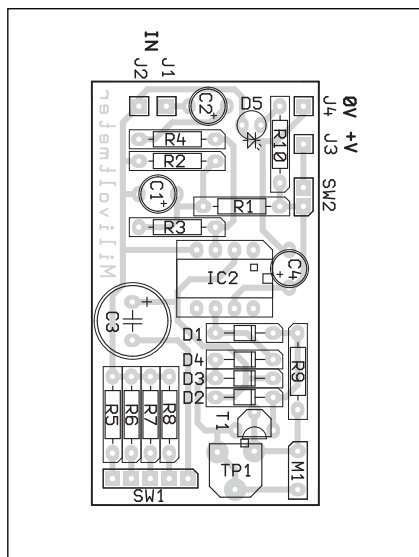 IN
J2 J1
Millivoltmeter
C2
+
D5
R10
J4 0V
J3 +V
SW2
R4
R2
C1
+
R1
R3
IC2
C4
+
C3
+
D1
D4
D3
D2
R9
T1
R5 R6 R7 R8
TP1
M1
SW1